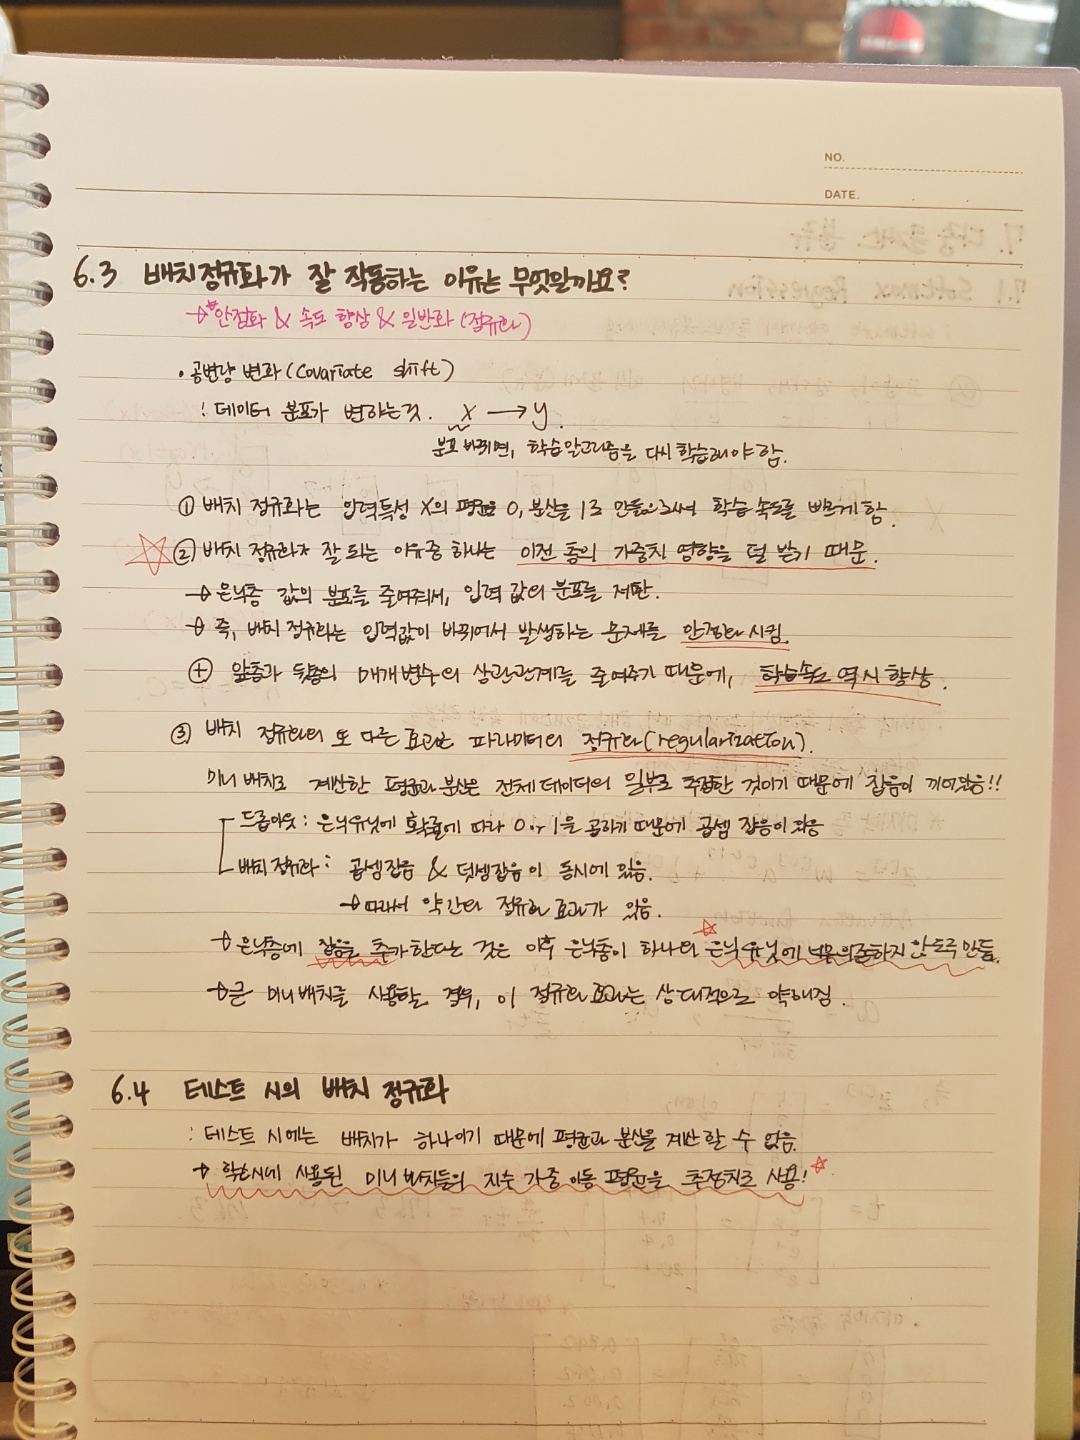 NO.
DATE.
6.3 배치정규화가 잘 작동하는 이유는 무엇일까요?
→ 안정화 & 속도 향상 & 일반화 (정규화)
• 공변량 변화 (Covariate shift)
: 데이터 분포가 변하는것. X → y
분포 바뀌면, 학습알고리즘을 다시 학습해야 함.
① 배치 정규화는 입력특성 X의 평균을 0, 분산을 1로 만듦으로써 학습 속도를 빠르게 함.
② 배치 정규화가 잘 되는 이유중 하나는 이전 층의 가중치 영향을 덜 받기 때문.
→ 은닉층 값의 분포를 줄여줘서, 입력 값의 분포를 제한.
→ 즉, 배치 정규화는 입력값이 바뀌어서 발생하는 문제를 안정화 시킴.
⊕ 앞층과 뒷층의 매개변수의 상관관계를 줄여주기 때문에, 학습속도 역시 향상.
③ 배치 정규화의 또 다른 효과는 파라미터의 정규화(regularization).
미니 배치로 계산한 평균과 분산은 전체 데이터의 일부로 추정한 것이기 때문에 잡음이 끼어있음!!
드롭아웃 : 은닉유닛에 확률에 따라 0 or 1을 곱하기 때문에 곱셈 잡음이 있음
배치정규화 : 곱셈잡음 & 덧셈잡음이 동시에 있음.
→ 따라서 약간의 정규화 효과가 있음.
→ 은닉층에 잡음을 추가한다는 것은 이후 은닉층이 하나의 은닉유닛에 너무의존하지 않도록 만듦.
→ 큰 미니배치를 사용할 경우, 이 정규화 효과는 상대적으로 약해짐.
6.4 테스트 시의 배치 정규화
: 테스트 시에는 배치가 하나이기 때문에 평균과 분산을 계산할 수 없음.
→ 학습시에 사용된 미니배치들의 지수 가중 이동 평균을 추정치로 사용!